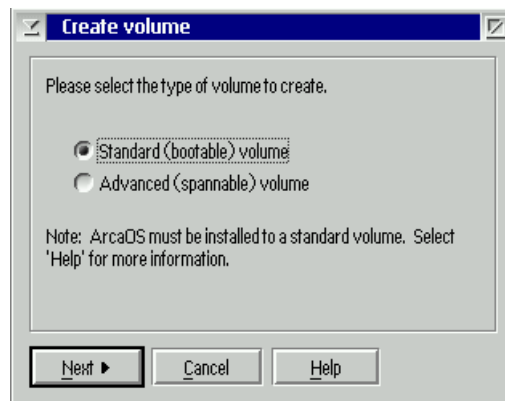 Create volume
Please select the type of volume to create.
Standard (bootable) volume
Advanced (spannable) volume
Note: ArcaOS must be installed to a standard volume. Select
'Help' for more information.
Next
Cancel
Help